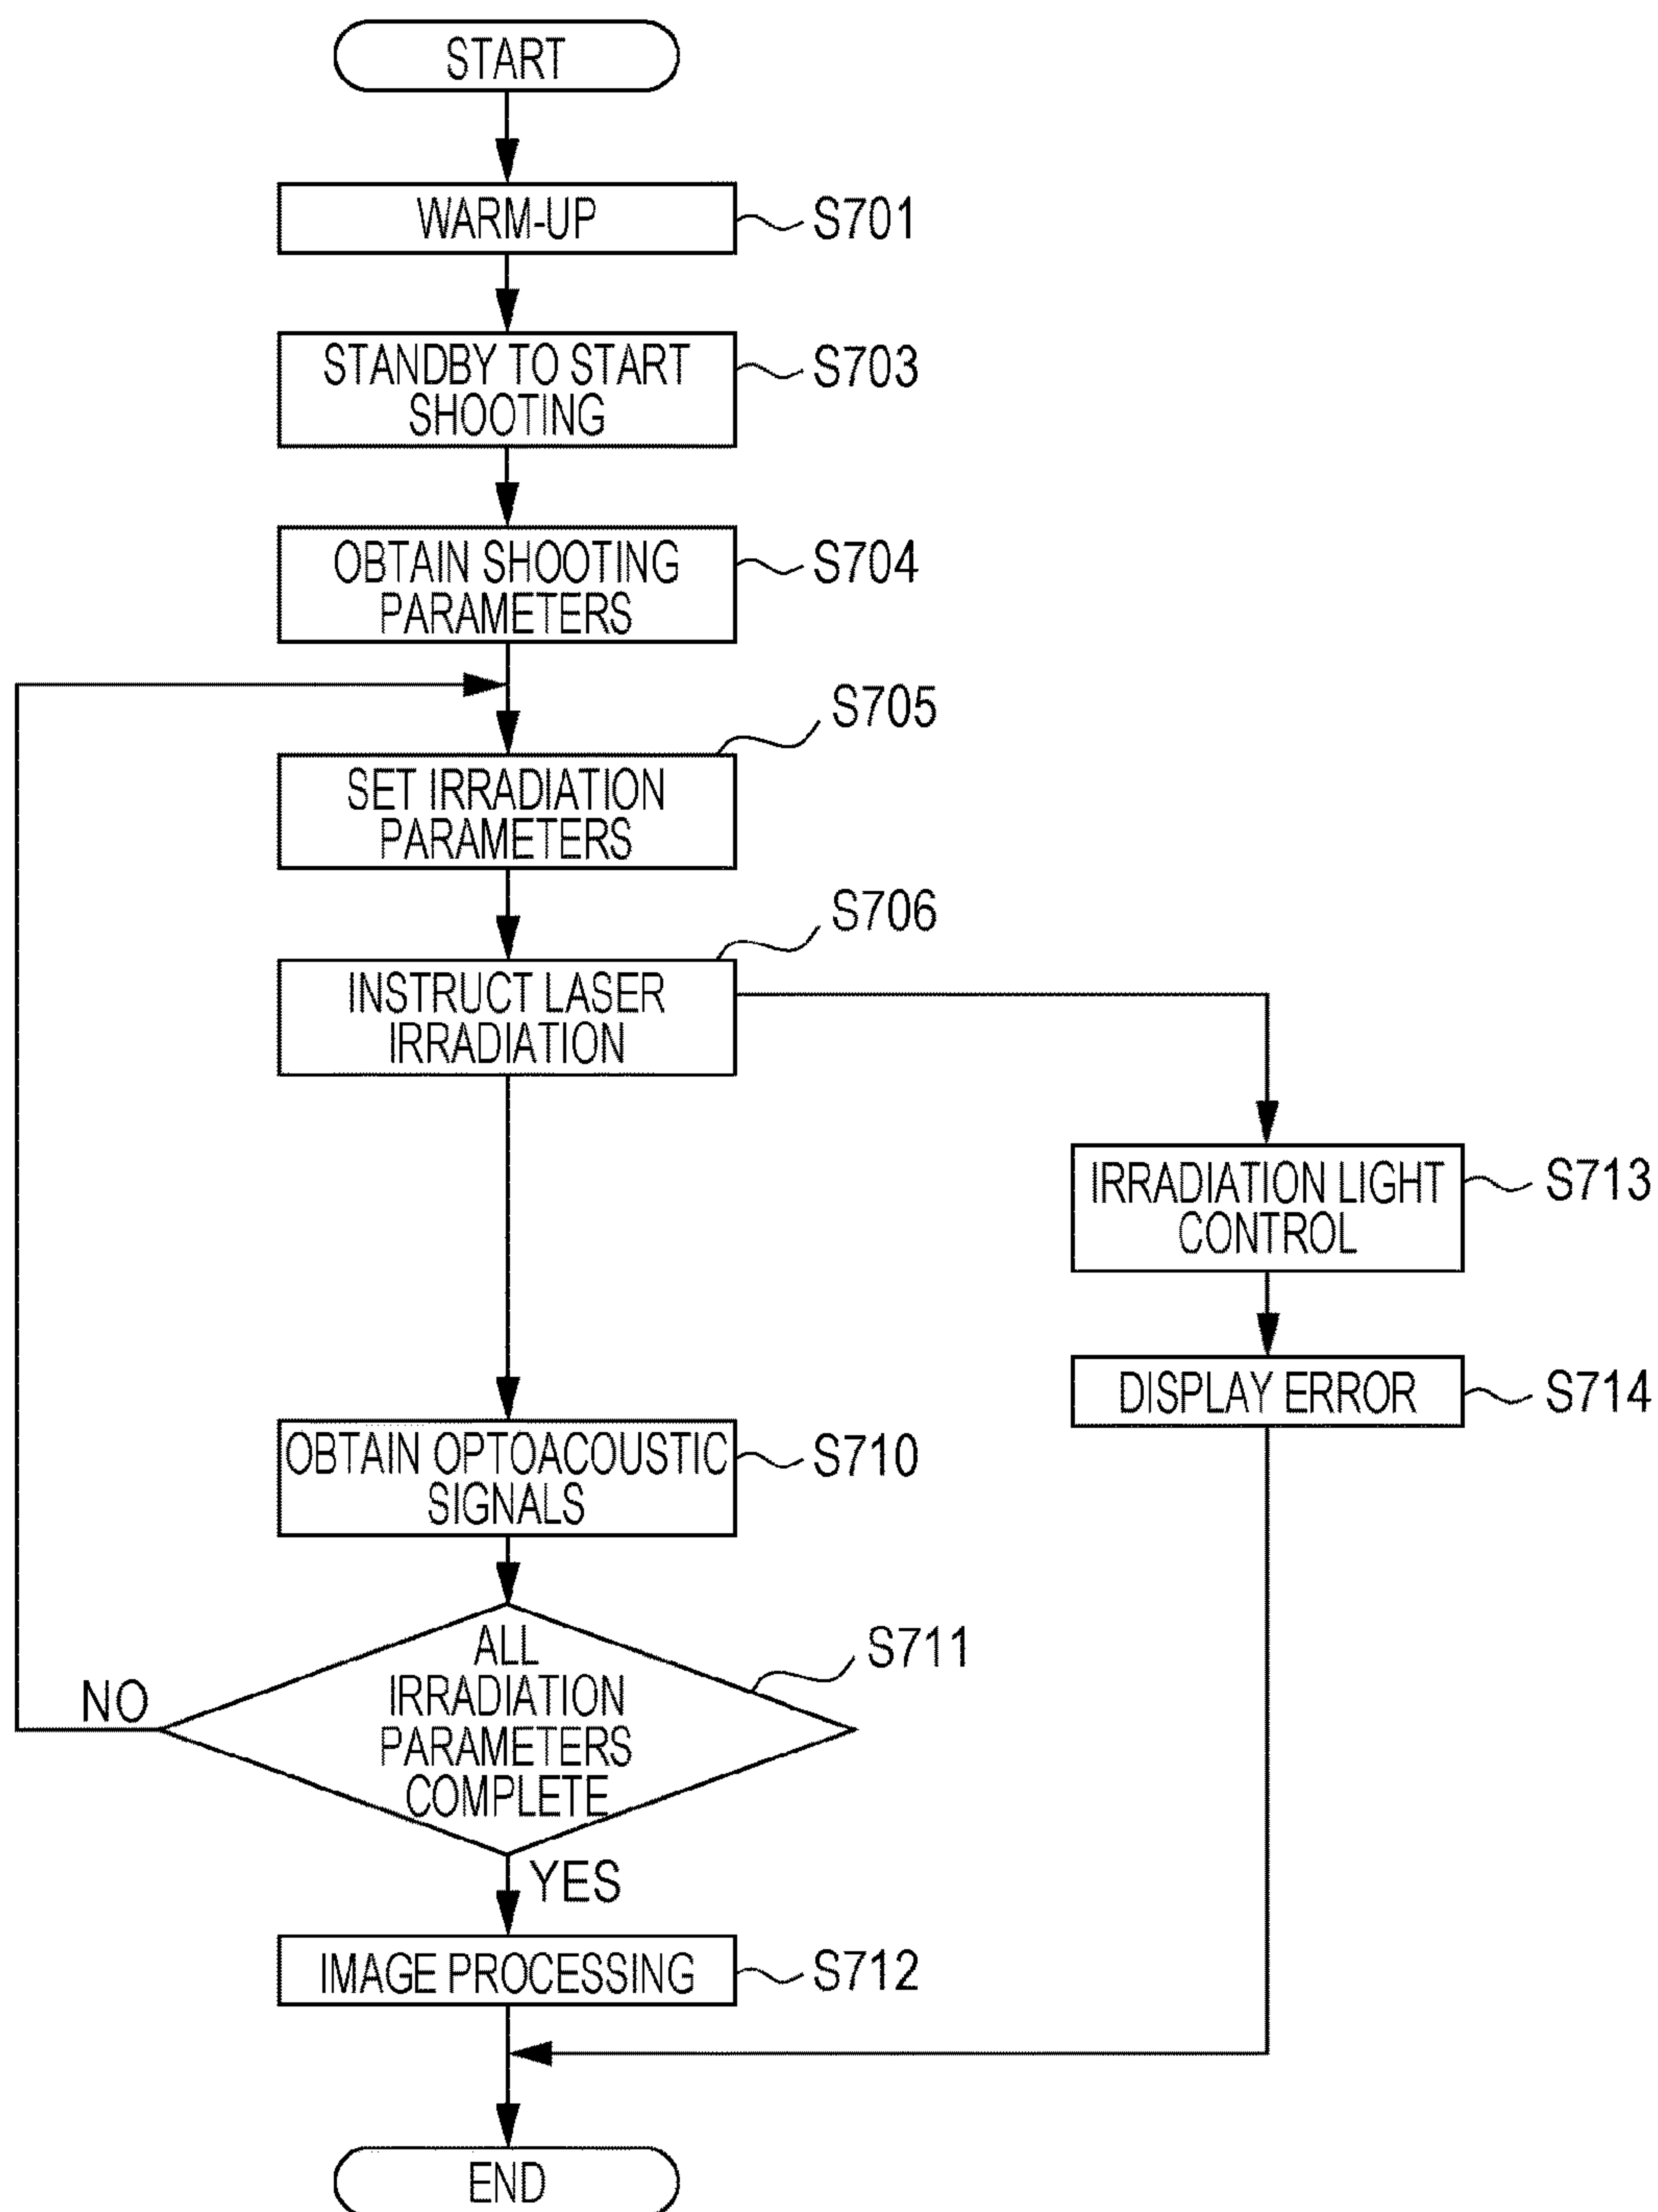 START
WARM-UP
S701
STANDBY TO START
SHOOTING
S703
OBTAIN SHOOTING
PARAMETERS
S704
S705
SET IRRADIATION
PARAMETERS
S706
INSTRUCT LASER
IRRADIATION
IRRADIATION LIGHT
CONTROL
S713
DISPLAY ERROR
S714
OBTAIN OPTOACOUSTIC
SIGNALS
S710
ALL
IRRADIATION
PARAMETERS
COMPLETE
S711
NO
YES
IMAGE PROCESSING
S712
END